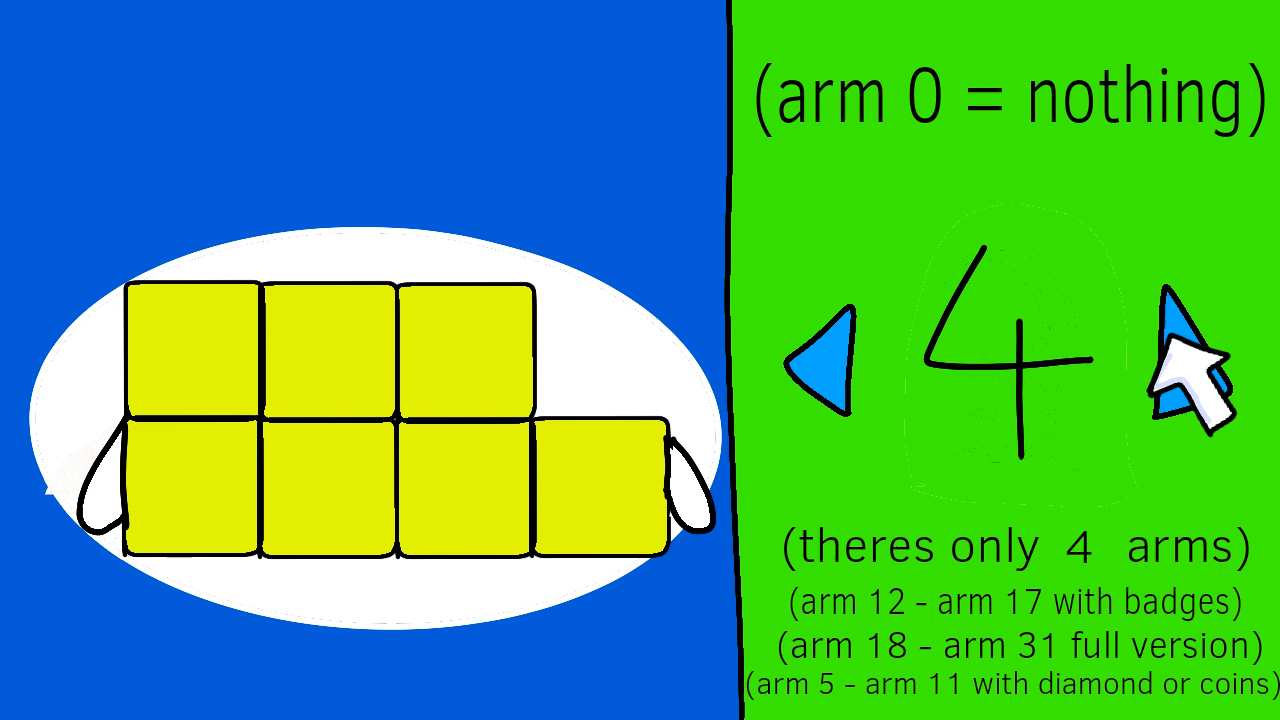 (arm 0 = nothing)
4
(theres only 4 arms)
(arm 12 - arm 17 with badges)
(arm 18 - arm 31 full version)
(arm 5 - arm 11 with diamond or coins)